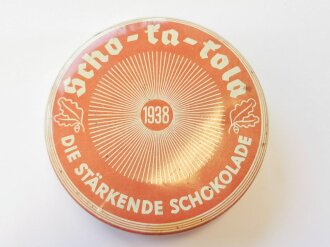 Scho-ka-kola
1938
DIE STÄRKENDE SCHOKOLADE